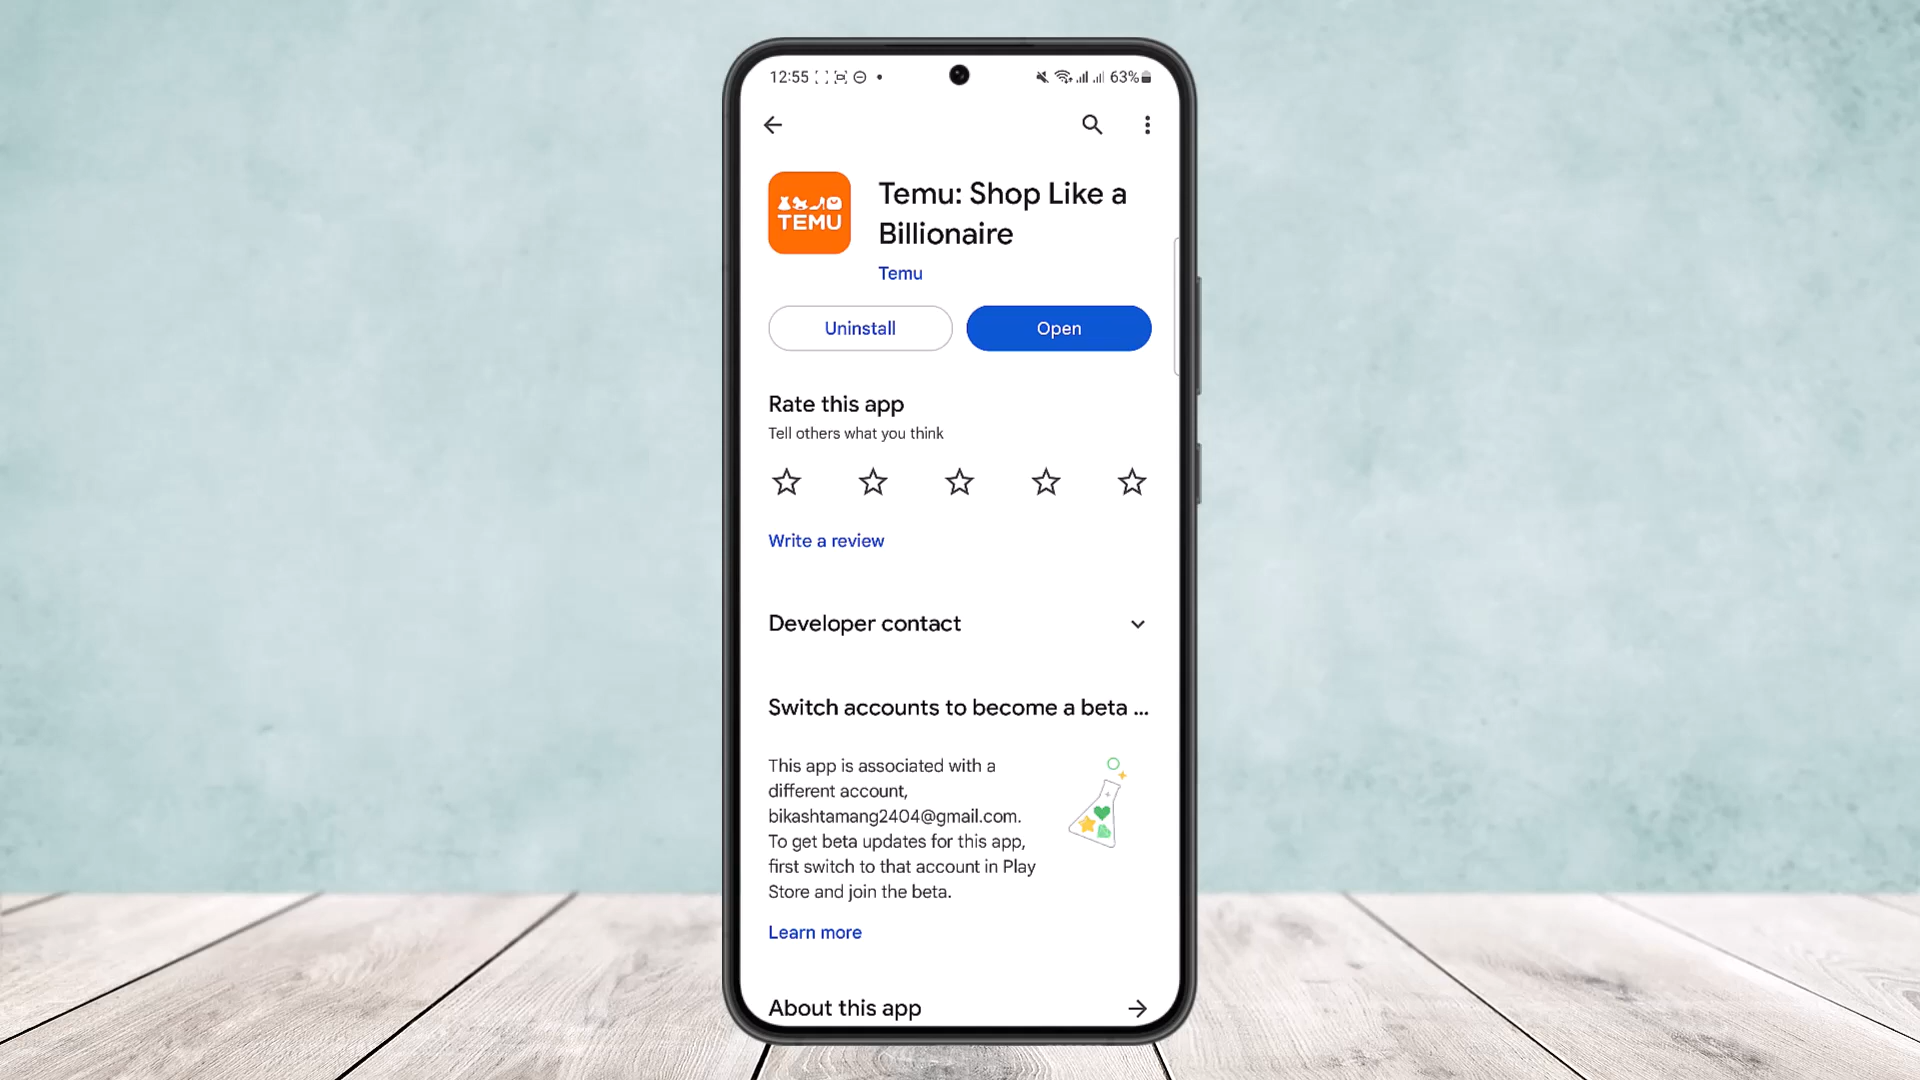 12:55
63%
TEMU
Temu: Shop Like a
Billionaire
Temu
Uninstall
Open
Rate this app
Tell others what you think
Write a review
Developer contact
Switch accounts to become a beta ...
This app is associated with a
different account,
bikashtamang2404@gmail.com.
To get beta updates for this app,
first switch to that account in Play
Store and join the beta.
Learn more
About this app